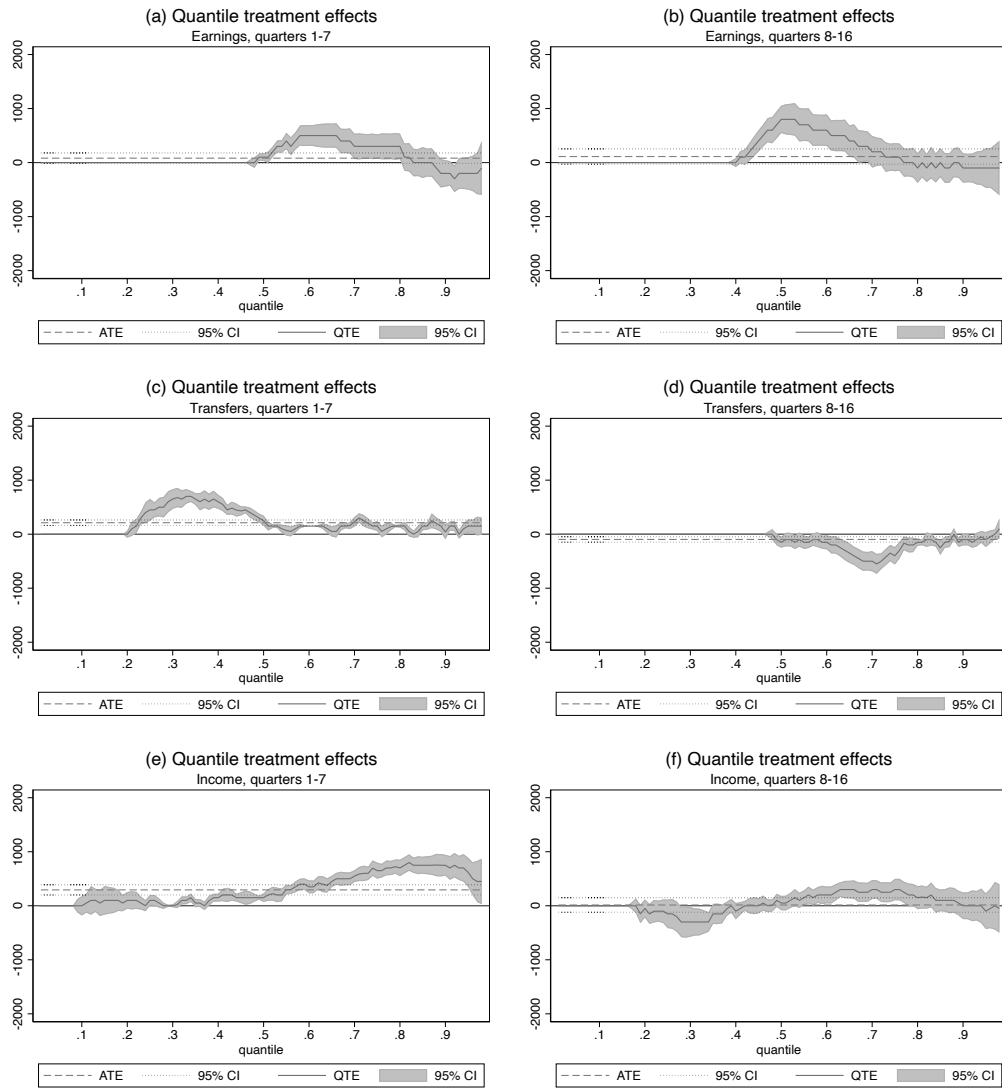 (a) Quantile treatment effects
Earnings, quarters 1-7
2000
1000
0
-1000
-2000
.1 .2 .3 .4 .5 .6 .7 .8 .9
quantile
ATE 95% CI QTE 95% CI
(b) Quantile treatment effects
Earnings, quarters 8-16
2000
1000
0
-1000
-2000
.1 .2 .3 .4 .5 .6 .7 .8 .9
quantile
ATE 95% CI QTE 95% CI
(c) Quantile treatment effects
Transfers, quarters 1-7
2000
1000
0
-1000
-2000
.1 .2 .3 .4 .5 .6 .7 .8 .9
quantile
ATE 95% CI QTE 95% CI
(d) Quantile treatment effects
Transfers, quarters 8-16
2000
1000
0
-1000
-2000
.1 .2 .3 .4 .5 .6 .7 .8 .9
quantile
ATE 95% CI QTE 95% CI
(e) Quantile treatment effects
Income, quarters 1-7
2000
1000
0
-1000
-2000
.1 .2 .3 .4 .5 .6 .7 .8 .9
quantile
ATE 95% CI QTE 95% CI
(f) Quantile treatment effects
Income, quarters 8-16
2000
1000
0
-1000
-2000
.1 .2 .3 .4 .5 .6 .7 .8 .9
quantile
ATE 95% CI QTE 95% CI